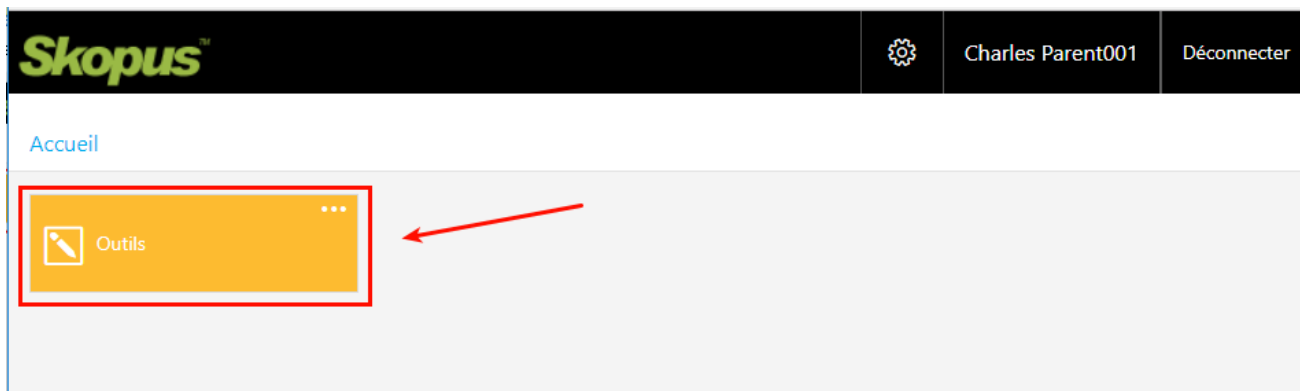 Skopus™
Charles Parent001
Déconnecter
Accueil
Outils